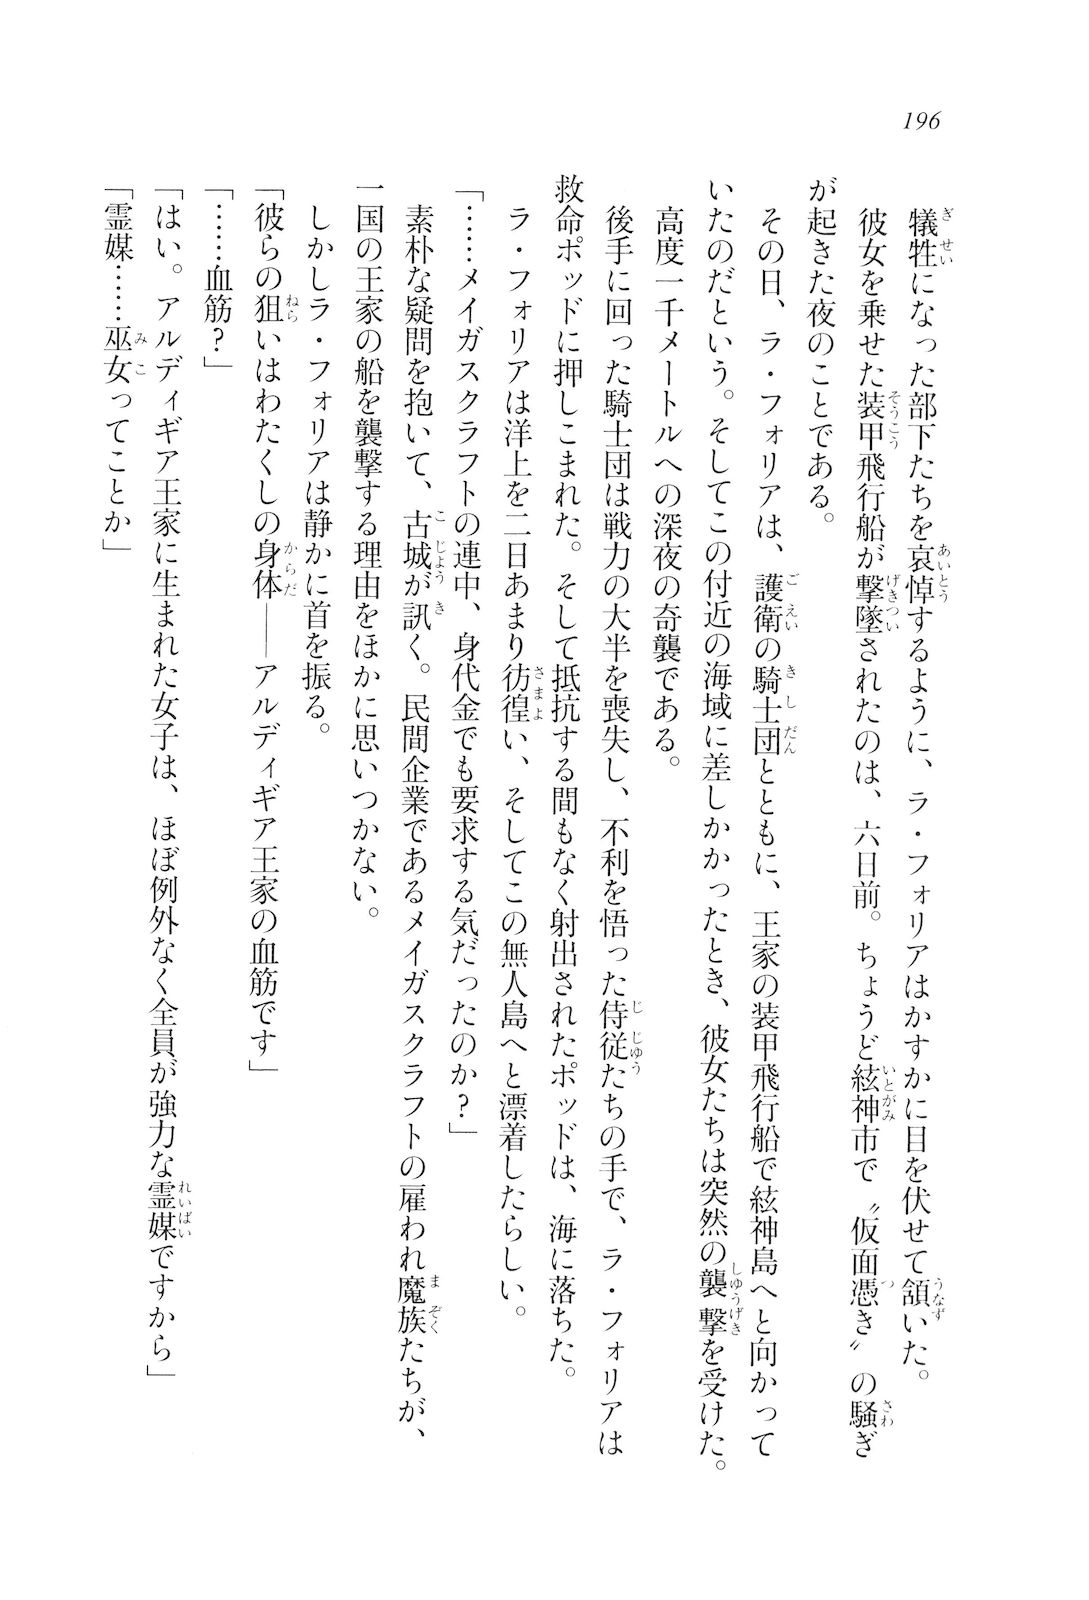 196
犠牲になった部下たちを哀悼するように、ラ・フォリアはかすかに目を伏せて頷いた。
彼女を乗せた装甲飛行船が撃墜されたのは、六日前。ちょうど絃神市で〝仮面憑き〟の騒ぎ
が起きた夜のことである。
その日、ラ・フォリアは、護衛の騎士団とともに、王家の装甲飛行船で絃神島へと向かって
いたのだという。そしてこの付近の海域に差しかかったとき、彼女たちは突然の襲撃を受けた。
高度一千メートルへの深夜の奇襲である。
後手に回った騎士団は戦力の大半を喪失し、不利を悟った侍従たちの手で、ラ・フォリアは
救命ポッドに押しこまれた。そして抵抗する間もなく射出されたポッドは、海に落ちた。
ラ・フォリアは洋上を二日あまり彷徨い、そしてこの無人島へと漂着したらしい。
「……メイガスクラフトの連中、身代金でも要求する気だったのか？」
素朴な疑問を抱いて、古城が訊く。民間企業であるメイガスクラフトの雇われ魔族たちが、
一国の王家の船を襲撃する理由をほかに思いつかない。
しかしラ・フォリアは静かに首を振る。
「彼らの狙いはわたくしの身体――アルディギア王家の血筋です」
「……血筋？」
「はい。アルディギア王家に生まれた女子は、ほぼ例外なく全員が強力な霊媒ですから」
「霊媒……巫女ってことか」